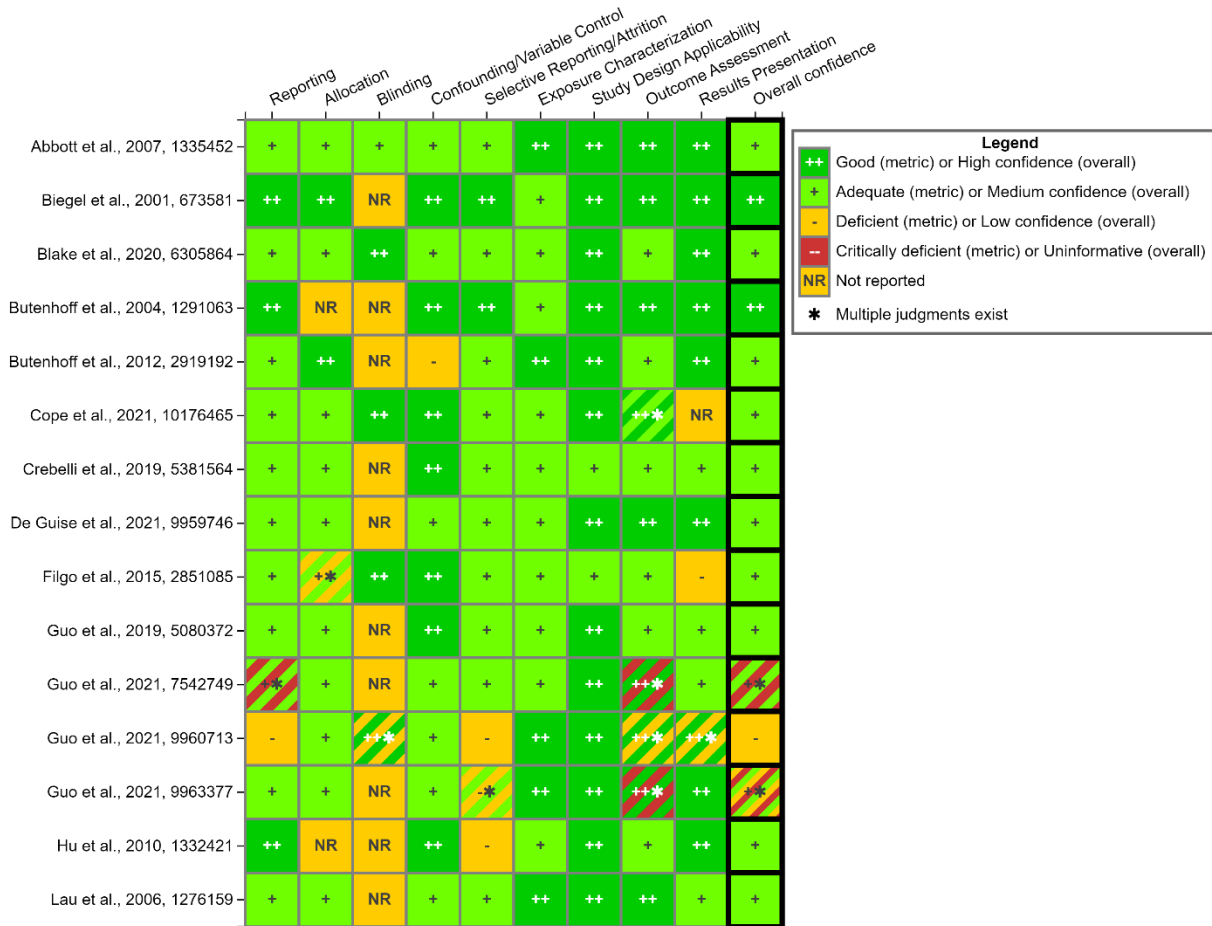 Reporting
Allocation
Blinding
Confounding/Variable Control
Selective Reporting/Attrition
Exposure Characterization
Study Design Applicability
Outcome Assessment
Results Presentation
Overall confidence
Abbott et al., 2007, 1335452 + + + + + ++ ++ ++ ++ +
Biegel et al., 2001, 673581 ++ ++ NR ++ ++ + ++ ++ ++ ++
Blake et al., 2020, 6305864 + + ++ + + + ++ + ++ +
Butenhoff et al., 2004, 1291063 ++ NR NR ++ ++ + ++ ++ ++ ++
Butenhoff et al., 2012, 2919192 + ++ NR - + ++ ++ + ++ +
Cope et al., 2021, 10176465 + + ++ ++ + + ++ ++✱ NR +
Crebelli et al., 2019, 5381564 + + NR ++ + + + + + +
De Guise et al., 2021, 9959746 + + NR + + + ++ ++ ++ +
Filgo et al., 2015, 2851085 + +✱ ++ ++ + + + + - +
Guo et al., 2019, 5080372 + + NR ++ + + ++ + + +
Guo et al., 2021, 7542749 +✱ + NR + + + ++ ++✱ + +✱
Guo et al., 2021, 9960713 - + ++✱ + - ++ ++ ++✱ ++✱ -
Guo et al., 2021, 9963377 + + NR + -✱ ++ ++ ++✱ ++ +✱
Hu et al., 2010, 1332421 ++ NR NR ++ - + ++ + ++ +
Lau et al., 2006, 1276159 + + NR + + ++ ++ ++ + +
Legend
++ Good (metric) or High confidence (overall)
+ Adequate (metric) or Medium confidence (overall)
- Deficient (metric) or Low confidence (overall)
-- Critically deficient (metric) or Uninformative (overall)
NR Not reported
✱ Multiple judgments exist